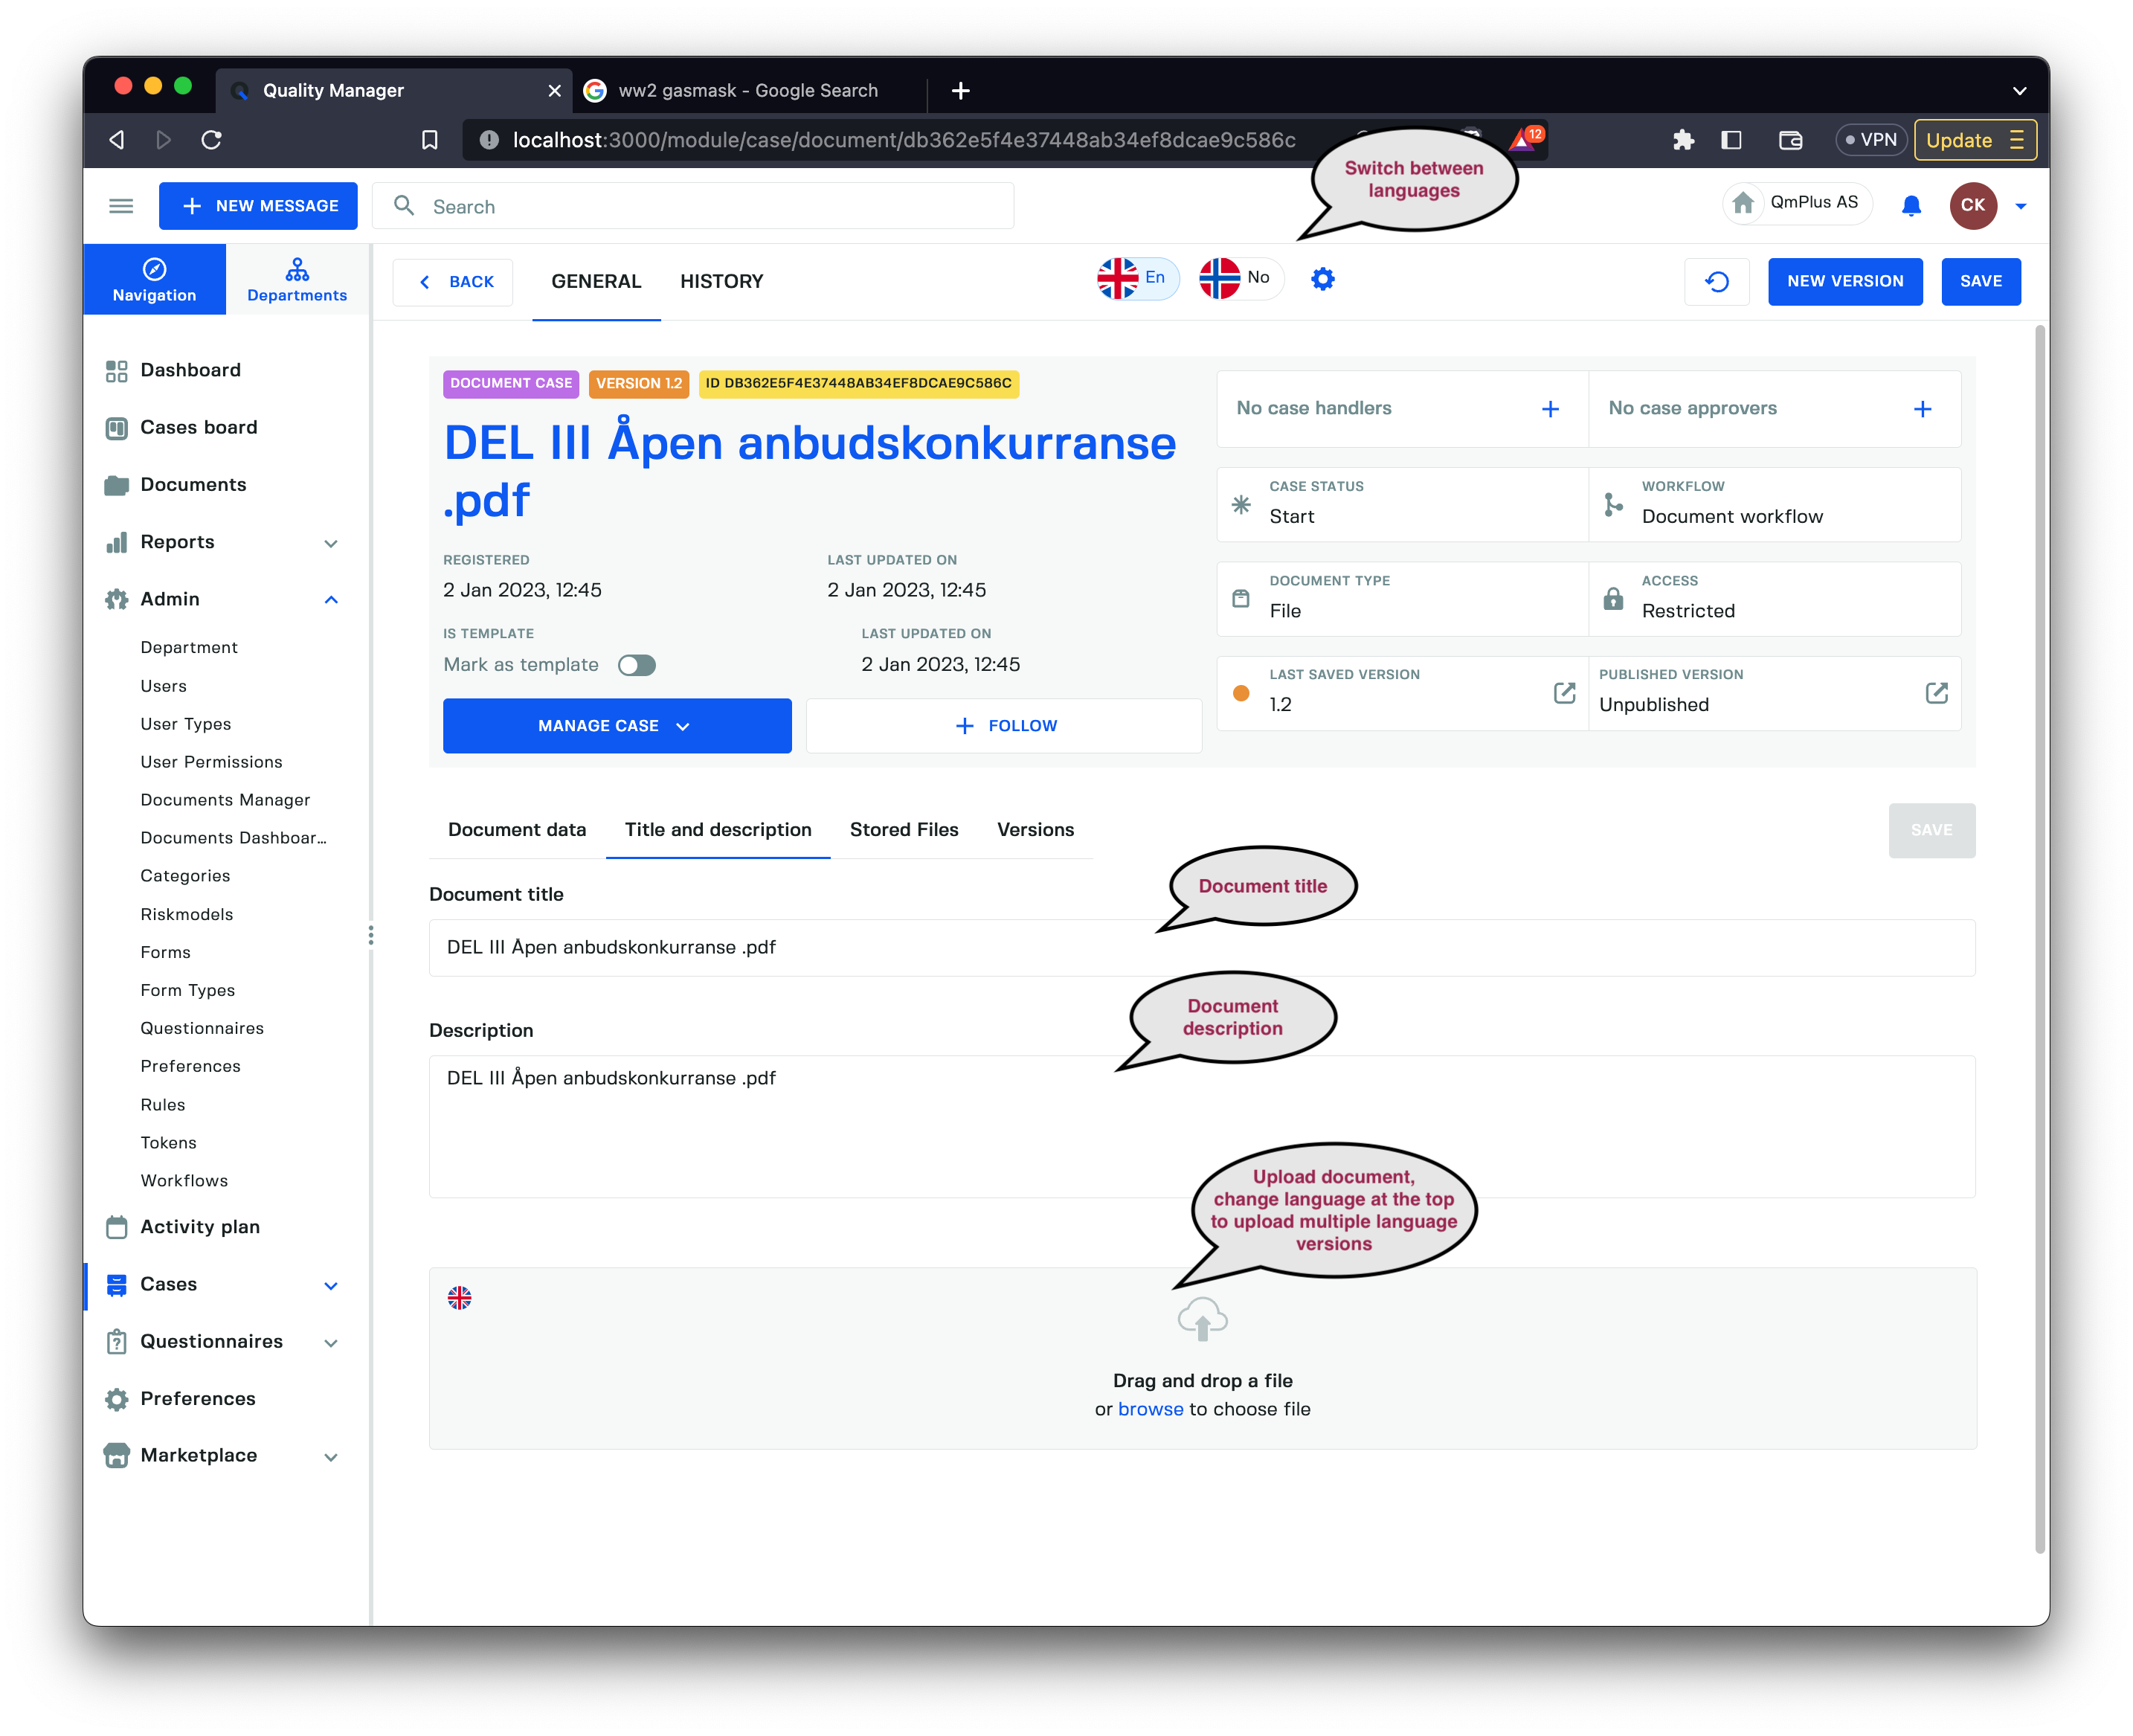 Quality Manager
ww2 gasmask - Google Search
localhost:3000/module/case/document/db362e5f4e37448ab34ef8dcae9c586c
12
VPN
Update
Switch between
languages
NEW MESSAGE
Search
QmPlus AS
CK
Navigation
Departments
BACK
GENERAL
HISTORY
En
No
NEW VERSION
SAVE
Dashboard
Cases board
Documents
Reports
Admin
Department
Users
User Types
User Permissions
Documents Manager
Documents Dashboar...
Categories
Riskmodels
Forms
Form Types
Questionnaires
Preferences
Rules
Tokens
Workflows
Activity plan
Cases
Questionnaires
Preferences
Marketplace
DOCUMENT CASE
VERSION 1.2
ID DB362E5F4E37448AB34EF8DCAE9C586C
DEL III Åpen anbudskonkurranse
.pdf
REGISTERED
2 Jan 2023, 12:45
LAST UPDATED ON
2 Jan 2023, 12:45
IS TEMPLATE
Mark as template
LAST UPDATED ON
2 Jan 2023, 12:45
MANAGE CASE
FOLLOW
No case handlers
No case approvers
CASE STATUS
Start
WORKFLOW
Document workflow
DOCUMENT TYPE
File
ACCESS
Restricted
LAST SAVED VERSION
1.2
PUBLISHED VERSION
Unpublished
Document data
Title and description
Stored Files
Versions
SAVE
Document title
Document title
DEL III Åpen anbudskonkurranse .pdf
Document
description
Description
DEL III Åpen anbudskonkurranse .pdf
Upload document,
change language at the top
to upload multiple language
versions
Drag and drop a file
or browse to choose file